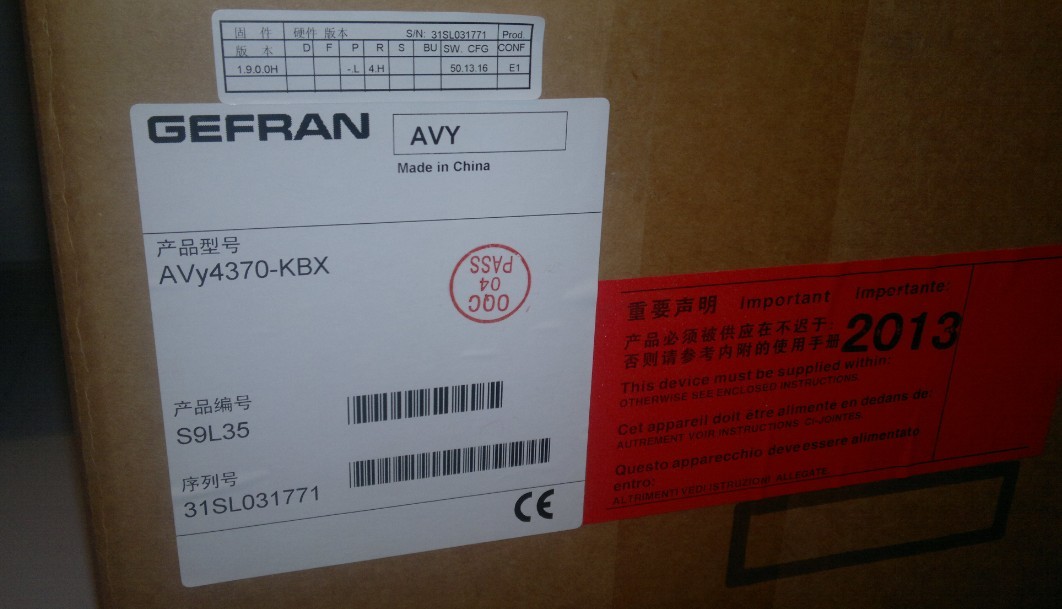 固 件 硬件 版本 S/N: 31SL031771 Prod.
版 本 D F P R S BU SW. CFG CONF
1.9.0.0H -.L 4.H 50.13.16 E1
GEFRAN AVY
Made in China
产品型号
AVy4370-KBX
OQC
04
PASS
产品编号
S9L35
序列号
31SL031771
CE
重要声明 Important Importante:
产品必须被供应在不迟于:
否则请参考内附的使用手册
2013
This device must be supplied within:
OTHERWISE SEE ENCLOSED INSTRUCTIONS.
Cet appareil doit être alimente en dedans de:
AUTREMENT VOIR INSTRUCTIONS CI-JOINTES.
Questo apparecchio deve essere alimentato
entro:
ALTRIMENTI VEDI ISTRUZIONI ALLEGATE